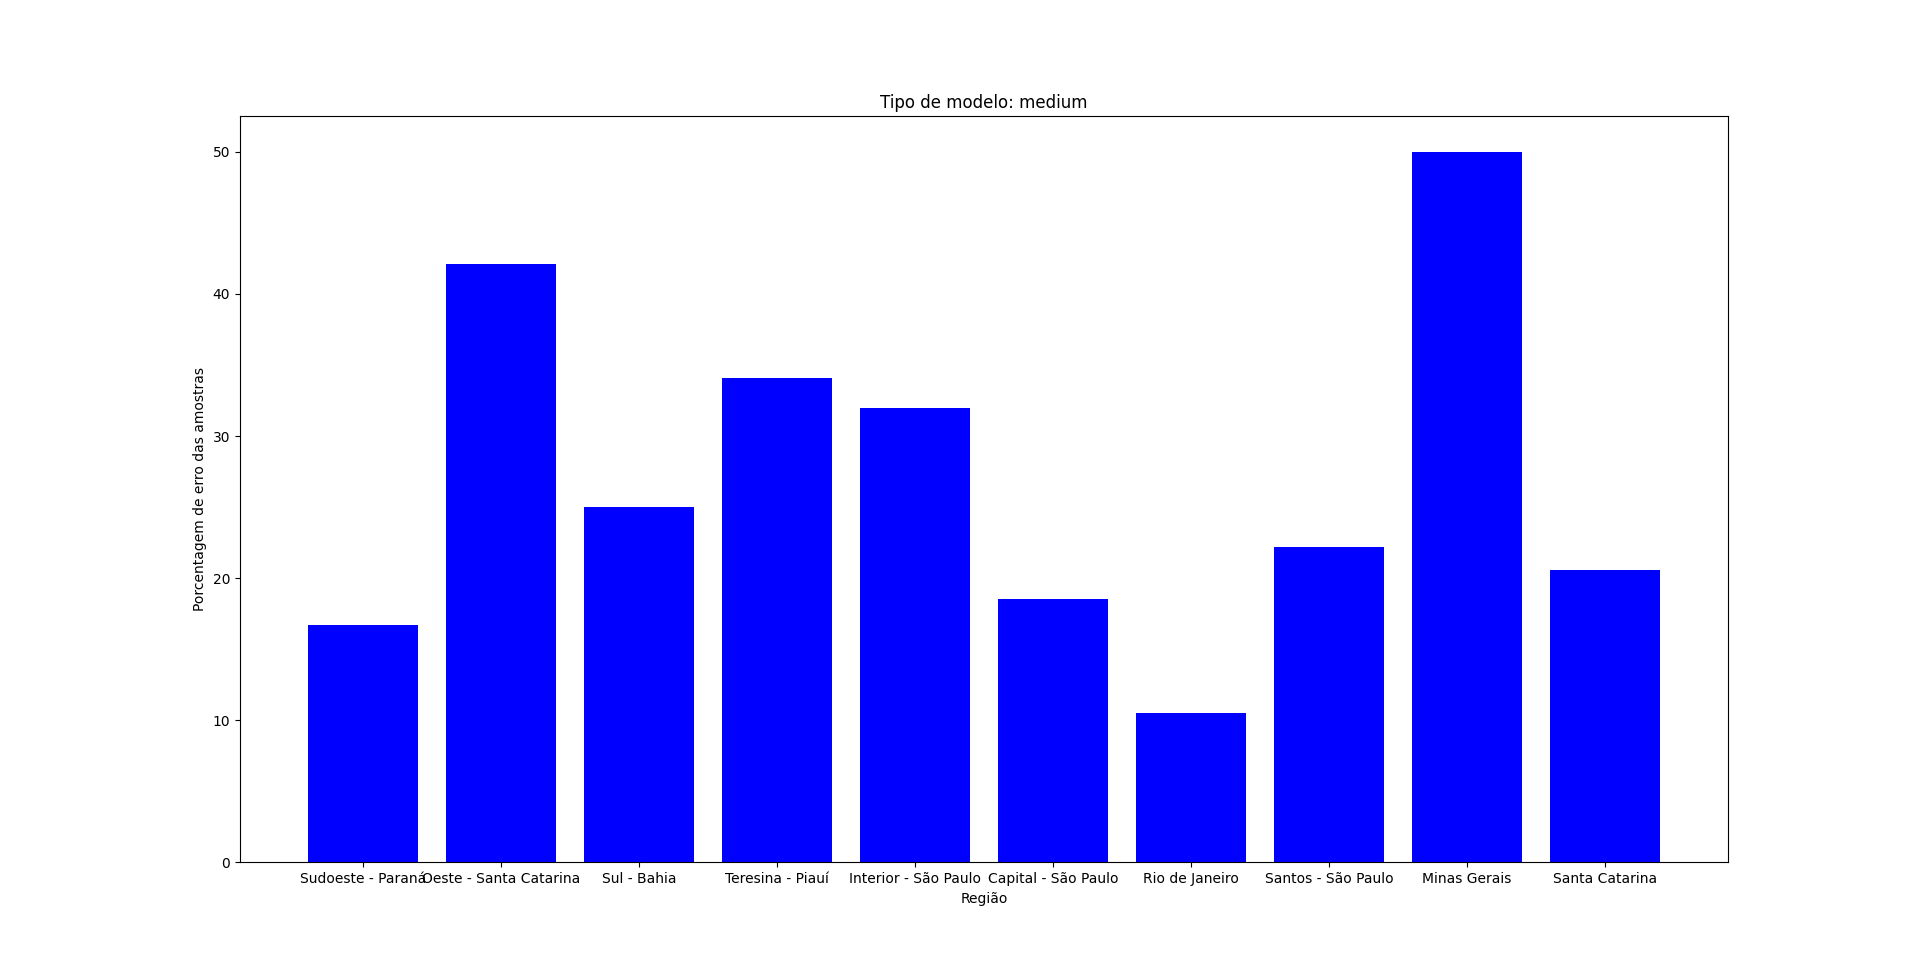 Tipo de modelo: medium
Porcentagem de erro das amostras
50
40
30
20
10
0
Sudoeste - Paraná Oeste - Santa Catarina Sul - Bahia Teresina - Piauí Interior - São Paulo Capital - São Paulo Rio de Janeiro Santos - São Paulo Minas Gerais Santa Catarina
Região